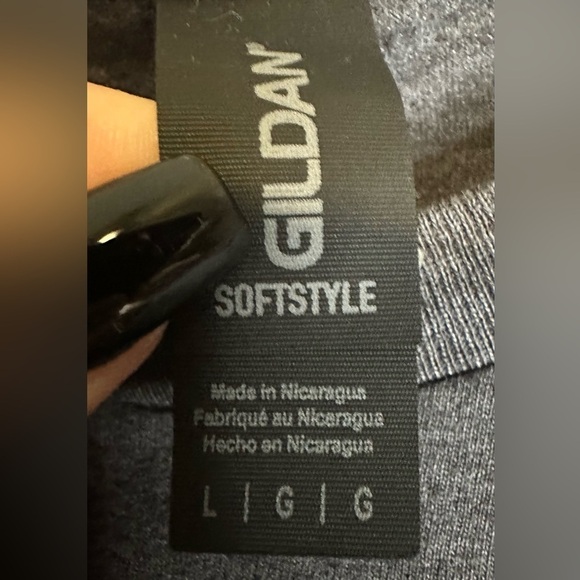 GILDAN
SOFTSTYLE
Made in Nicaragua
Fabriqué au Nicaragua
Hecho en Nicaragua
L | G | G